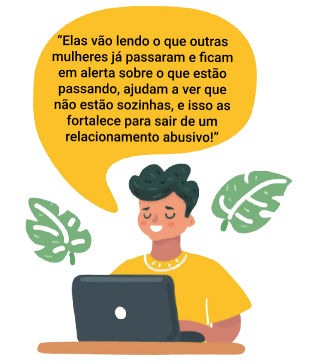 “Elas vão lendo o que outras
mulheres já passaram e ficam
em alerta sobre o que estão
passando, ajudam a ver que
não estão sozinhas, e isso as
fortalece para sair de um
relacionamento abusivo!”